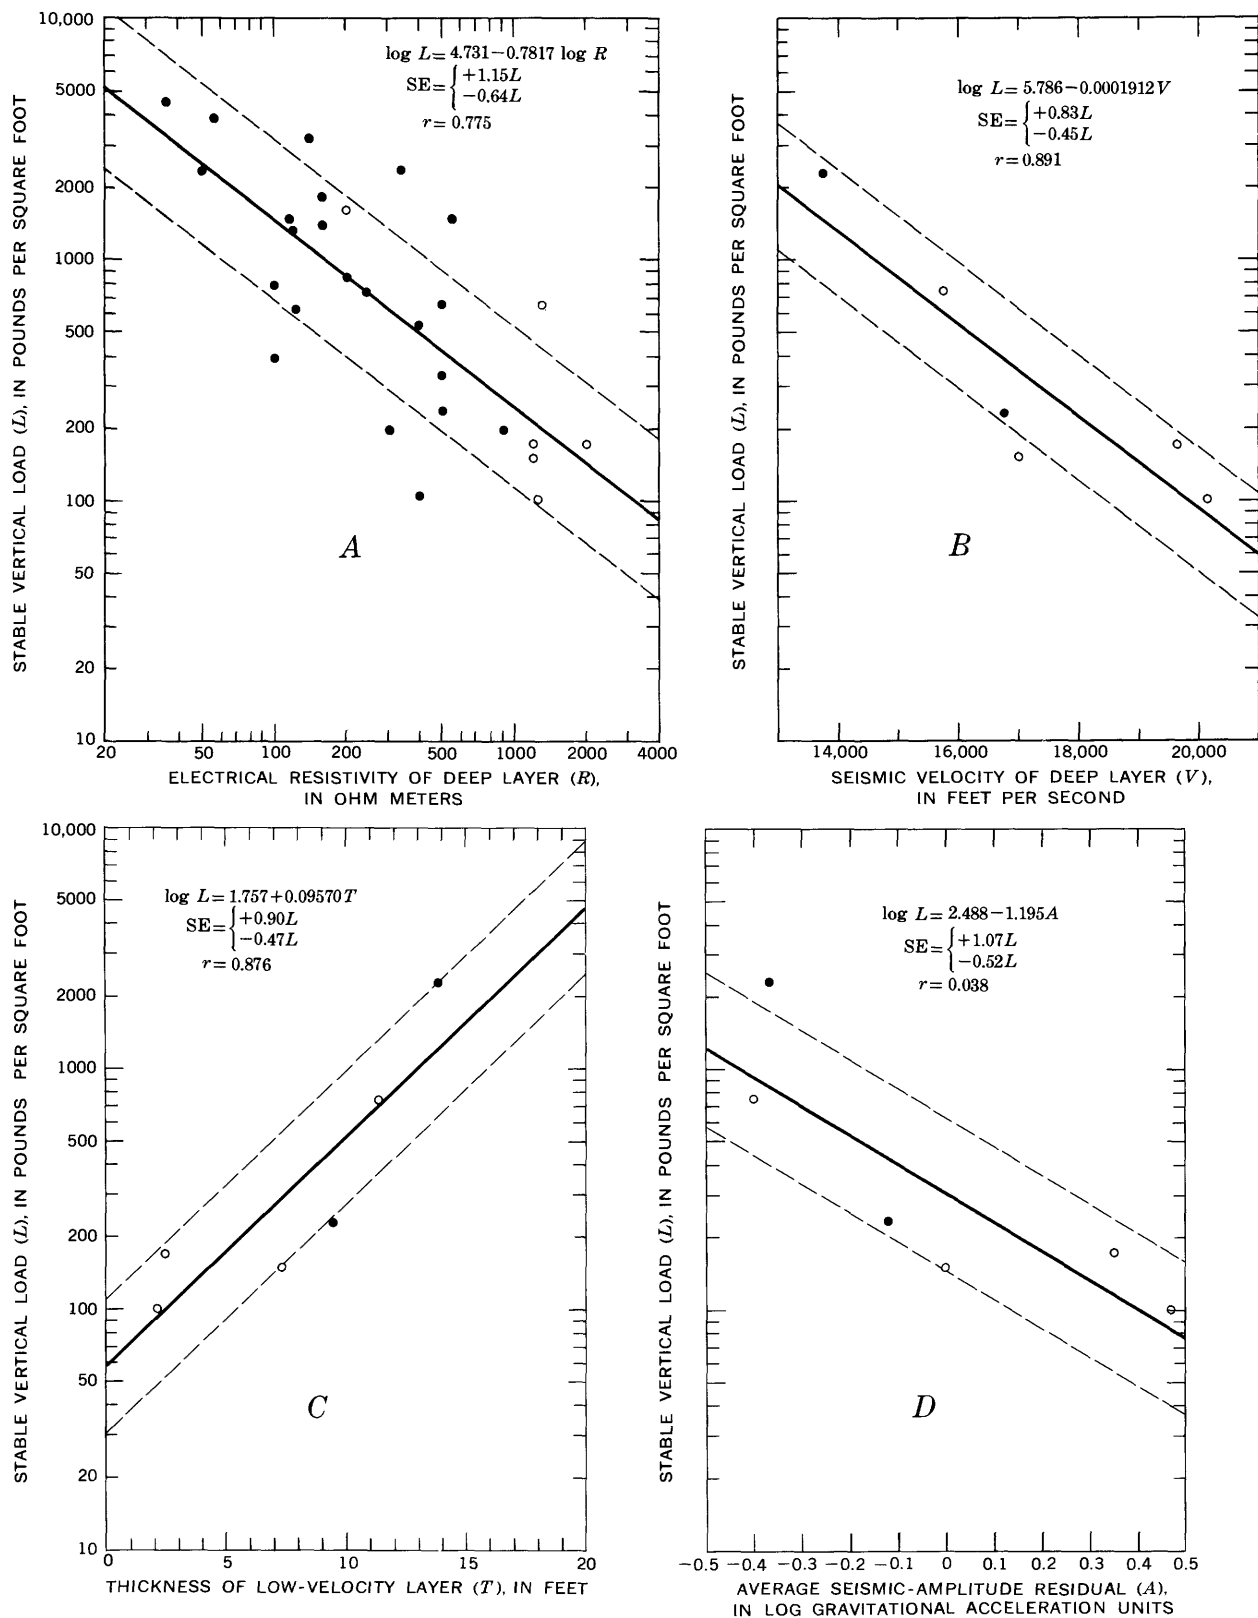 10,000
5000
2000
1000
500
200
100
50
20
10
STABLE VERTICAL LOAD (L), IN POUNDS PER SQUARE FOOT
log L= 4.731−0.7817 log R
SE= { +1.15L
−0.64L
r = 0.775
A
20 50 100 200 500 1000 2000 4000
ELECTRICAL RESISTIVITY OF DEEP LAYER (R),
IN OHM METERS
STABLE VERTICAL LOAD (L), IN POUNDS PER SQUARE FOOT
log L= 5.786−0.0001912V
SE= { +0.83L
−0.45L
r=0.891
B
14,000 16,000 18,000 20,000
SEISMIC VELOCITY OF DEEP LAYER (V),
IN FEET PER SECOND
10,000
5000
2000
1000
500
200
100
50
20
10
STABLE VERTICAL LOAD (L), IN POUNDS PER SQUARE FOOT
log L= 1.757+0.09570T
SE= { +0.90L
−0.47L
r=0.876
C
0 5 10 15 20
THICKNESS OF LOW-VELOCITY LAYER (T), IN FEET
STABLE VERTICAL LOAD (L), IN POUNDS PER SQUARE FOOT
log L=2.488−1.195A
SE= { +1.07L
−0.52L
r=0.038
D
−0.5 −0.4 −0.3 −0.2 −0.1 0 0.1 0.2 0.3 0.4 0.5
AVERAGE SEISMIC-AMPLITUDE RESIDUAL (A),
IN LOG GRAVITATIONAL ACCELERATION UNITS